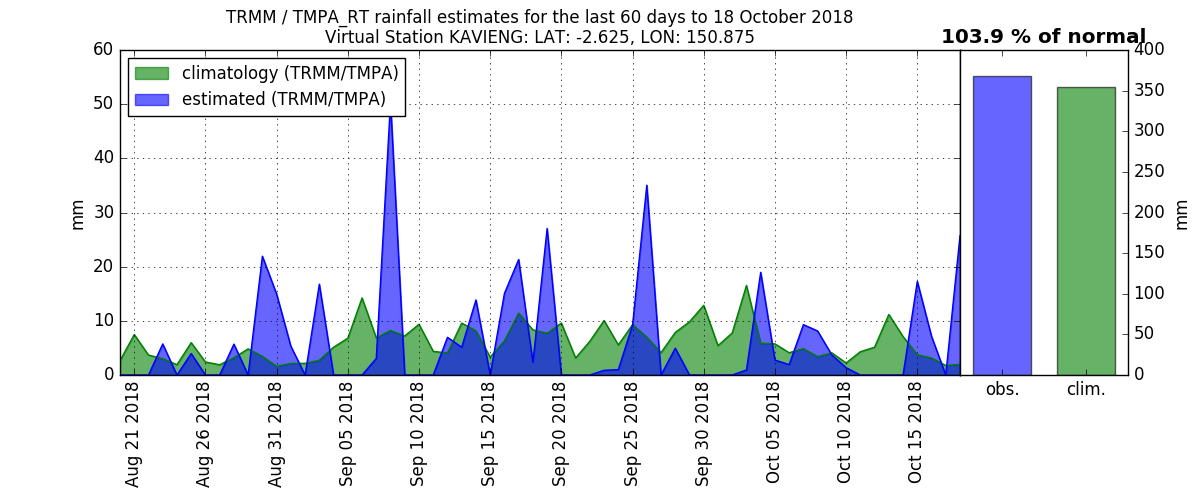 TRMM / TMPA_RT rainfall estimates for the last 60 days to 18 October 2018
Virtual Station KAVIENG: LAT: -2.625, LON: 150.875
103.9 % of normal
climatology (TRMM/TMPA)
estimated (TRMM/TMPA)
mm
60
50
40
30
20
10
0
Aug 21 2018
Aug 26 2018
Aug 31 2018
Sep 05 2018
Sep 10 2018
Sep 15 2018
Sep 20 2018
Sep 25 2018
Sep 30 2018
Oct 05 2018
Oct 10 2018
Oct 15 2018
obs.
clim.
400
350
300
250
200
150
100
50
0
mm